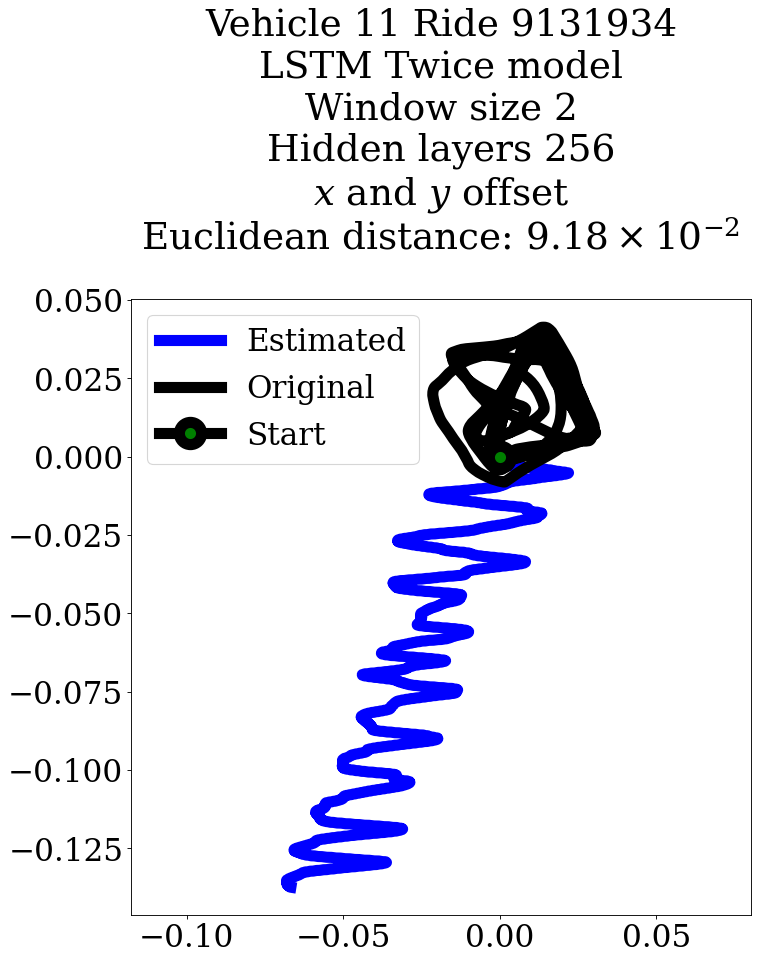 Vehicle 11 Ride 9131934
LSTM Twice model
Window size 2
Hidden layers 256
x and y offset
Euclidean distance: 9.18 × 10⁻²
0.050
0.025
0.000
−0.025
−0.050
−0.075
−0.100
−0.125
Estimated
Original
Start
−0.10
−0.05
0.00
0.05